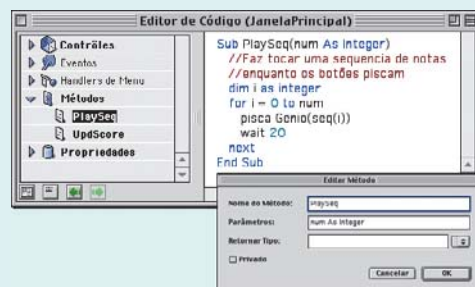 Editor de Código (JanelaPrincipal)
Contrôles
Eventos
Handlers de Menu
Métodos
PlaySeq
UpdScore
Propriedades
Sub PlaySeq(num As Integer)
//Faz tocar uma sequencia de notas
//enquanto os botões piscam
dim i as integer
for i = 0 to num
pisca Genio(seq(i))
wait 20
next
End Sub
Editar Método
Nome do Método:
PlaySeq
Parâmetros:
num As Integer
Retornar Tipo:
Privado
Cancelar
OK